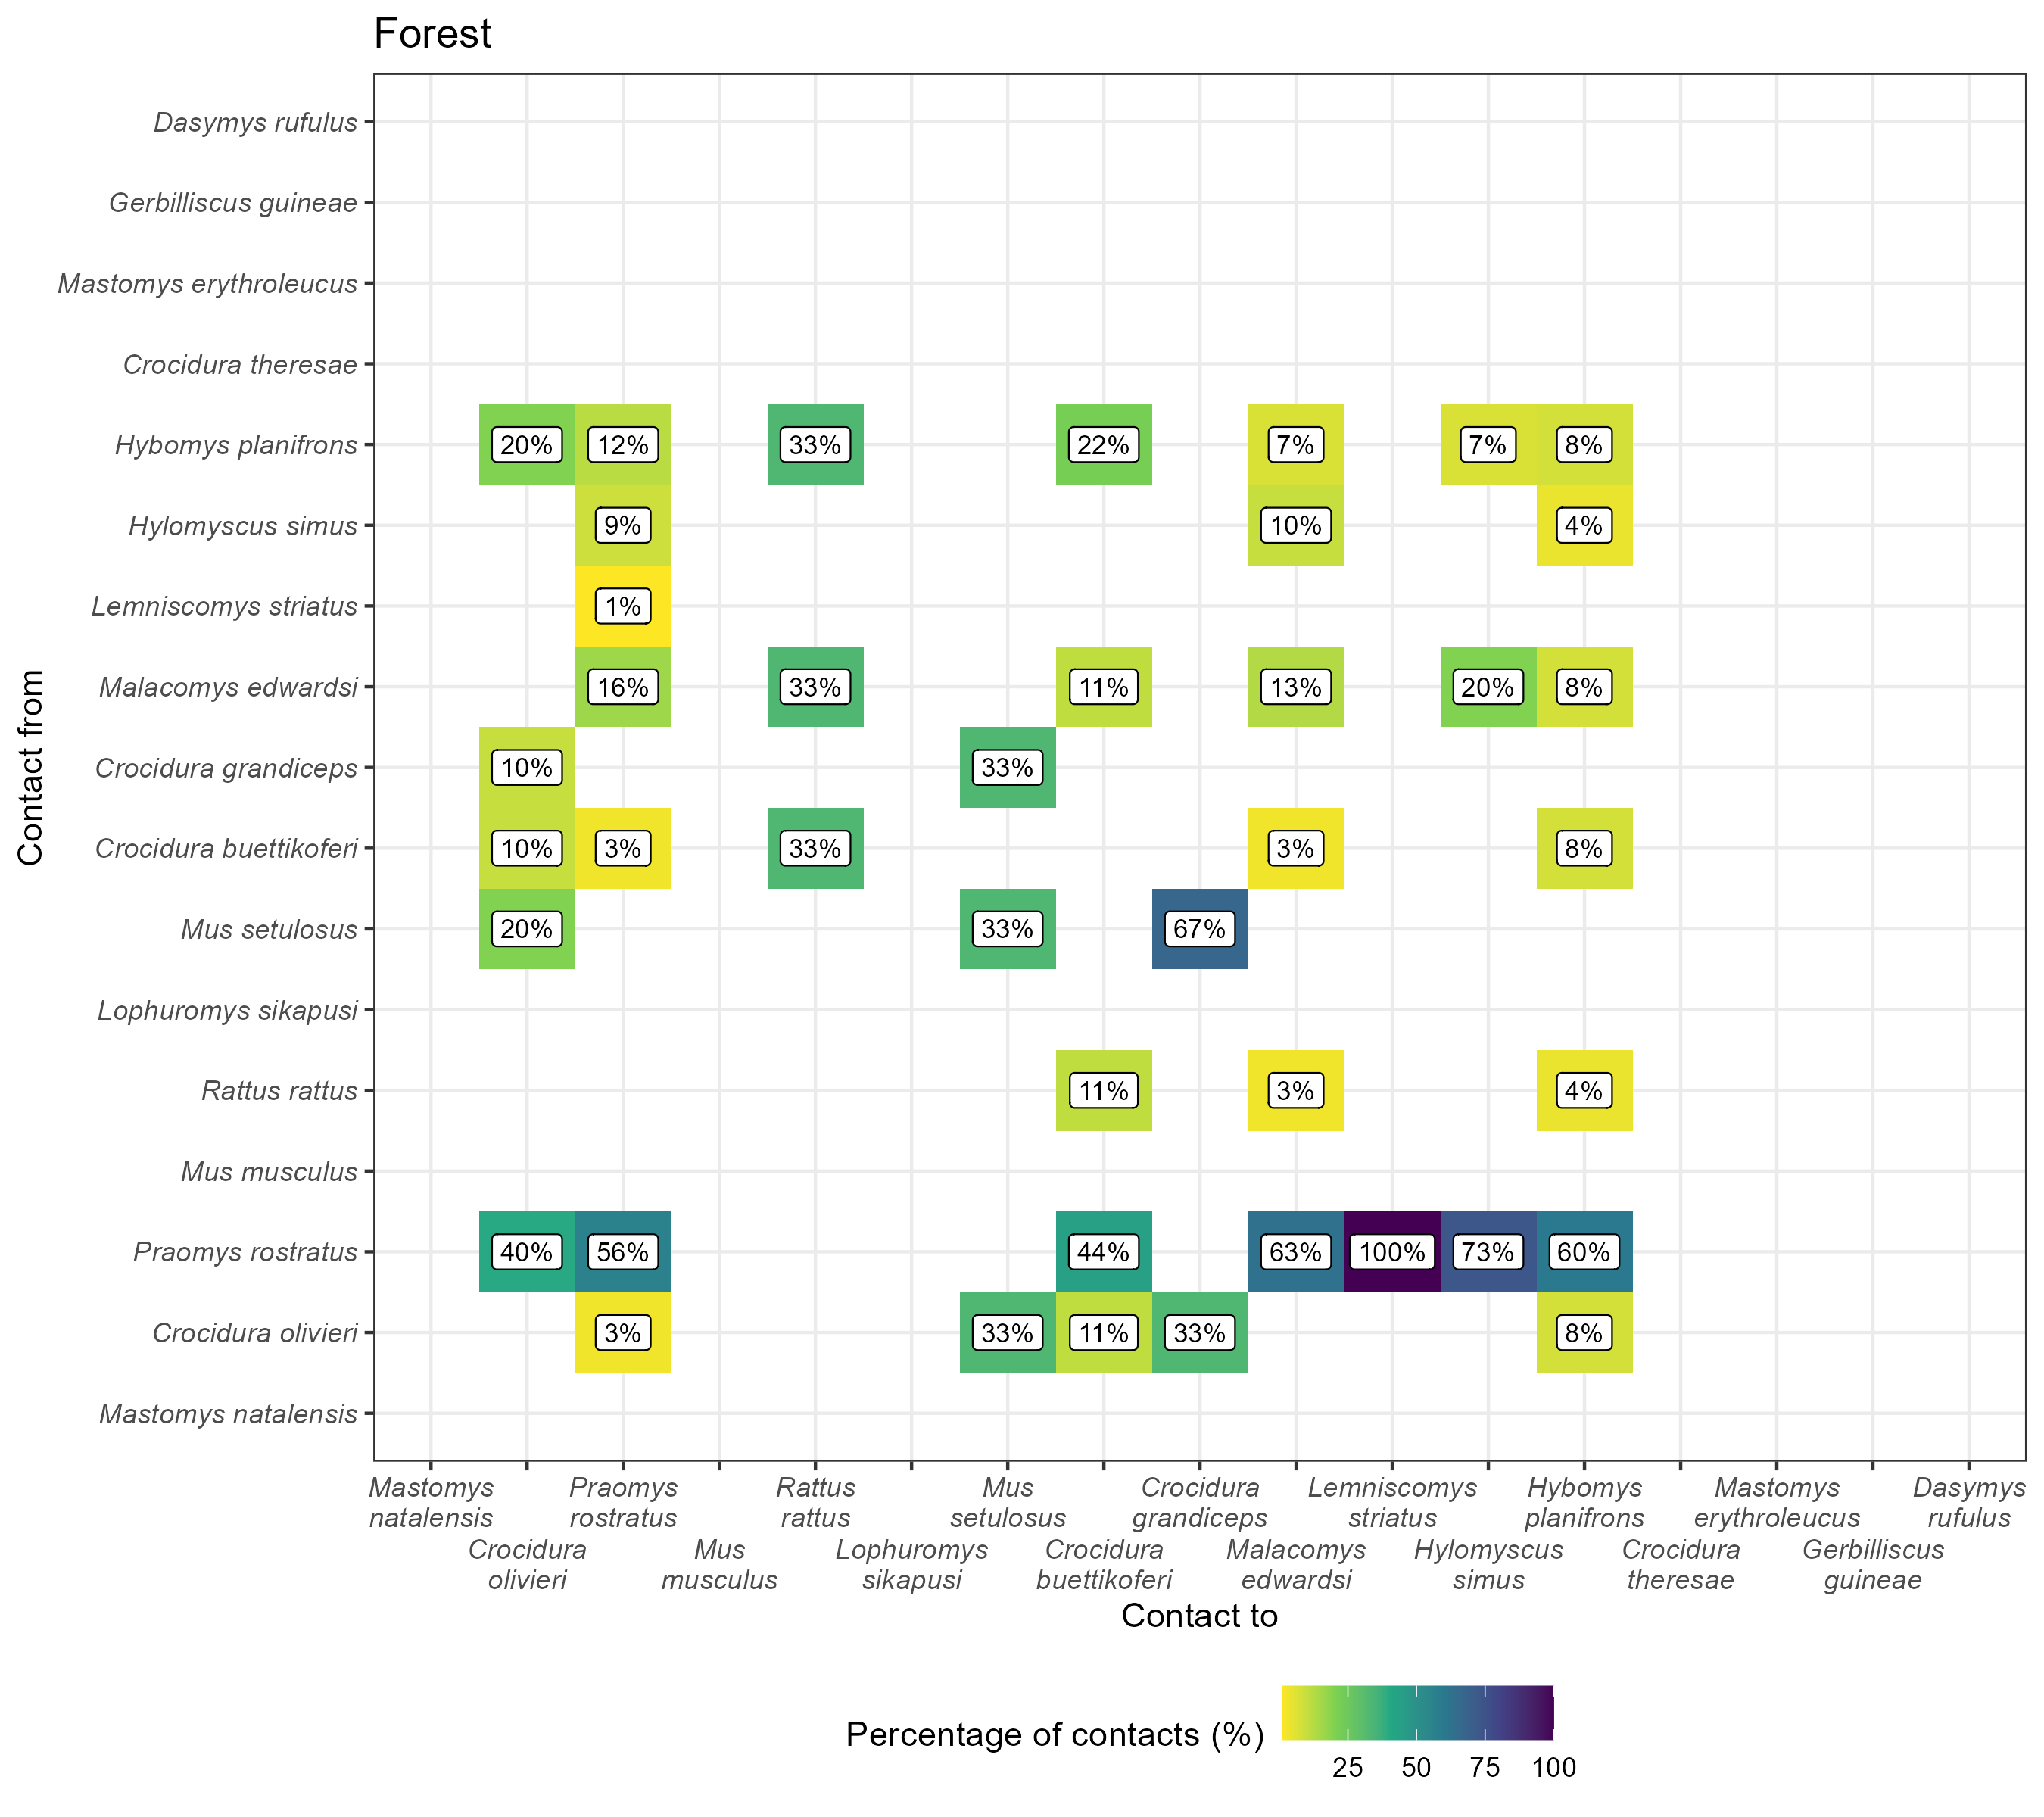 Forest
Contact from
Dasymys rufulus
Gerbilliscus guineae
Mastomys erythroleucus
Crocidura theresae
Hybomys planifrons 20% 12% 33% 22% 7% 7% 8%
Hylomyscus simus 9% 10% 4%
Lemniscomys striatus 1%
Malacomys edwardsi 16% 33% 11% 13% 20% 8%
Crocidura grandiceps 10% 33%
Crocidura buettikoferi 10% 3% 33% 3% 8%
Mus setulosus 20% 33% 67%
Lophuromys sikapusi
Rattus rattus 11% 3% 4%
Mus musculus
Praomys rostratus 40% 56% 44% 63% 100% 73% 60%
Crocidura olivieri 3% 33% 11% 33% 8%
Mastomys natalensis
Mastomys Praomys Rattus Mus Crocidura Lemniscomys Hybomys Mastomys Dasymys
natalensis rostratus rattus setulosus grandiceps striatus planifrons erythroleucus rufulus
Crocidura Mus Lophuromys Crocidura Malacomys Hylomyscus Crocidura Gerbilliscus
olivieri musculus sikapusi buettikoferi edwardsi simus theresae guineae
Contact to
Percentage of contacts (%)
25 50 75 100